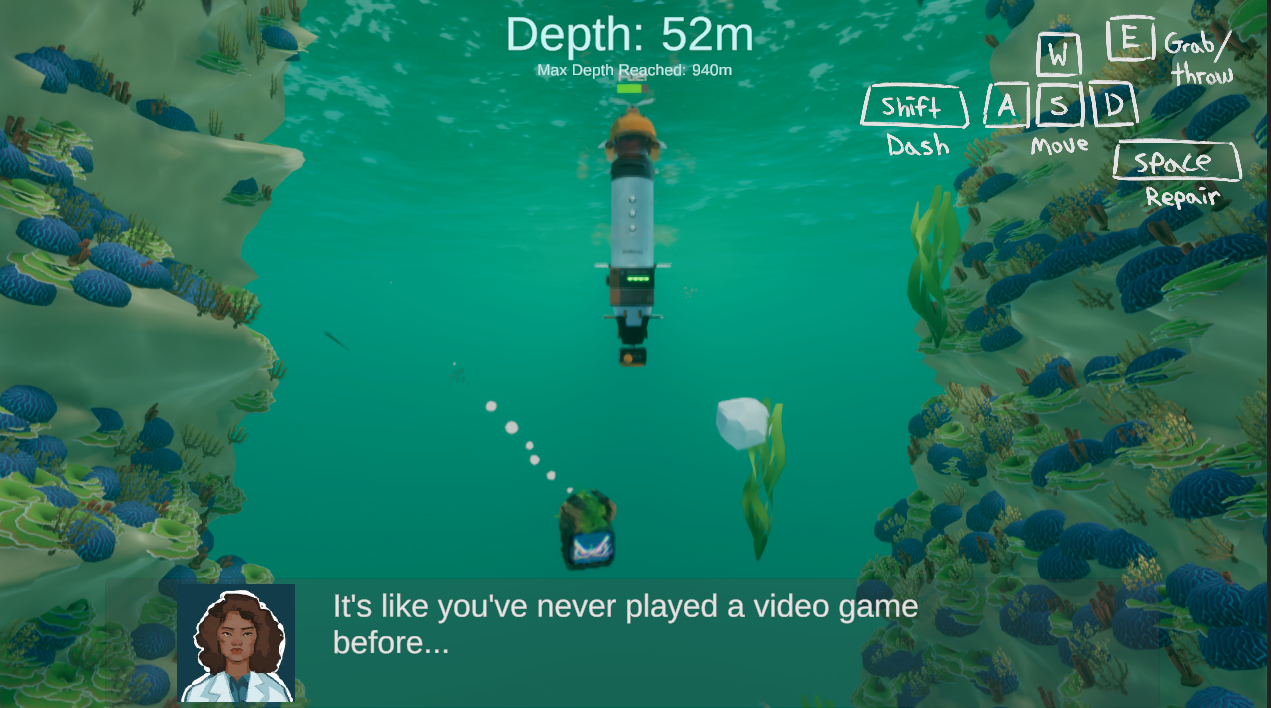 Depth: 52m
Max Depth Reached: 940m
Fuel
W
E
Grab/
throw
Shift
A
S
D
Dash
Move
Space
Repair
It's like you've never played a video game
before...